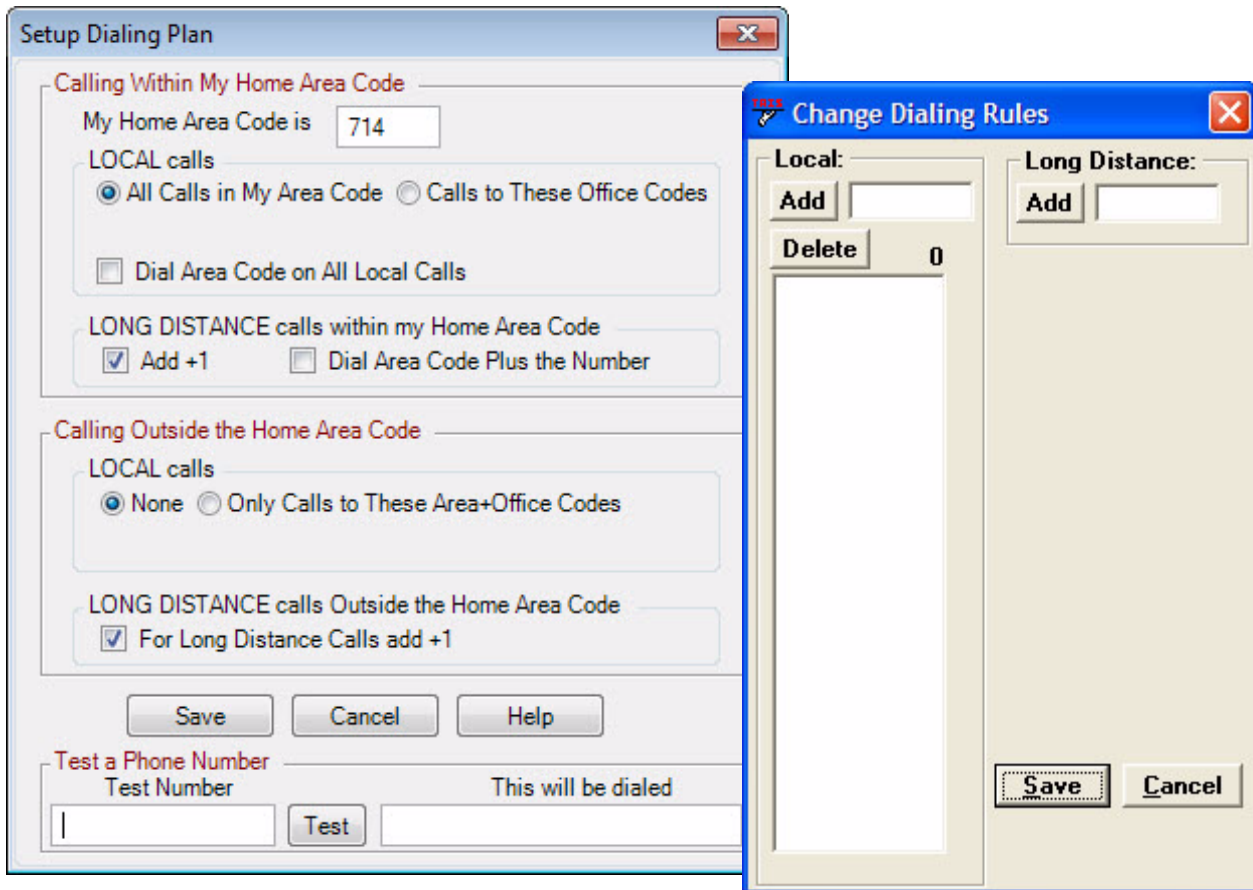 Setup Dialing Plan
Calling Within My Home Area Code
My Home Area Code is 714
LOCAL calls
All Calls in My Area Code Calls to These Office Codes
Dial Area Code on All Local Calls
LONG DISTANCE calls within my Home Area Code
Add +1 Dial Area Code Plus the Number
Calling Outside the Home Area Code
LOCAL calls
None Only Calls to These Area+Office Codes
LONG DISTANCE calls Outside the Home Area Code
For Long Distance Calls add +1
Save Cancel Help
Test a Phone Number
Test Number This will be dialed
Test
Change Dialing Rules
Local: Long Distance:
Add Add
Delete 0
Save Cancel